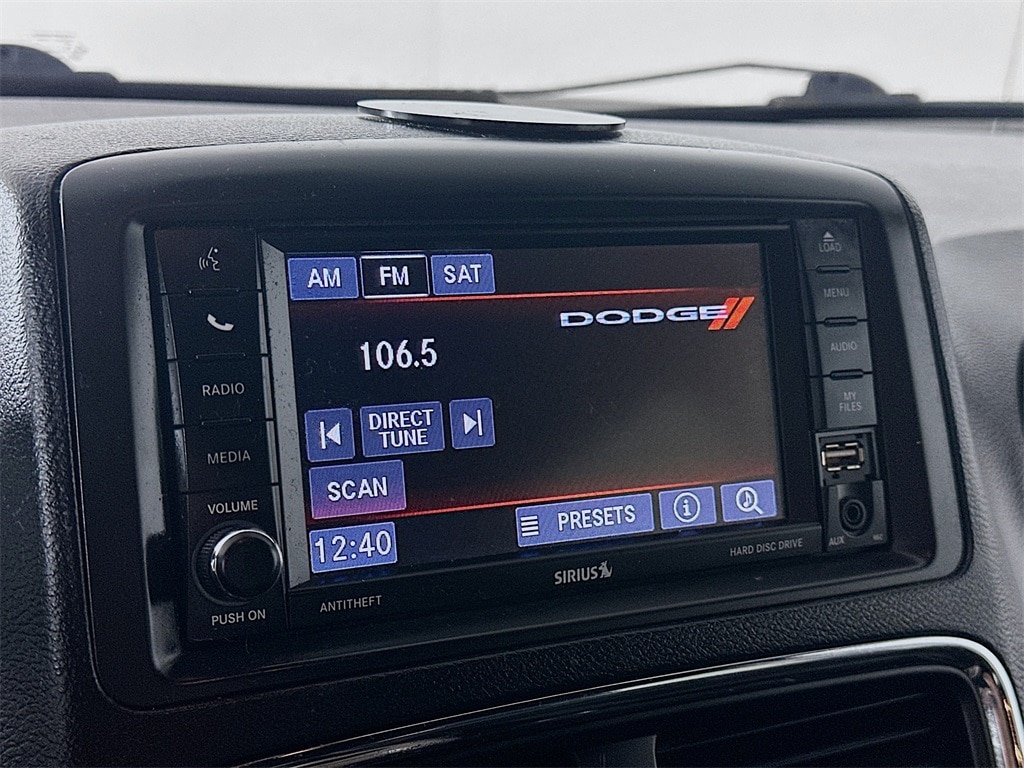 AM FM SAT
DODGE
106.5
DIRECT
TUNE
SCAN
12:40
PRESETS
i
RADIO
MEDIA
VOLUME
PUSH ON
ANTITHEFT
SIRIUS
HARD DISC DRIVE
LOAD
MENU
AUDIO
MY
FILES
AUX